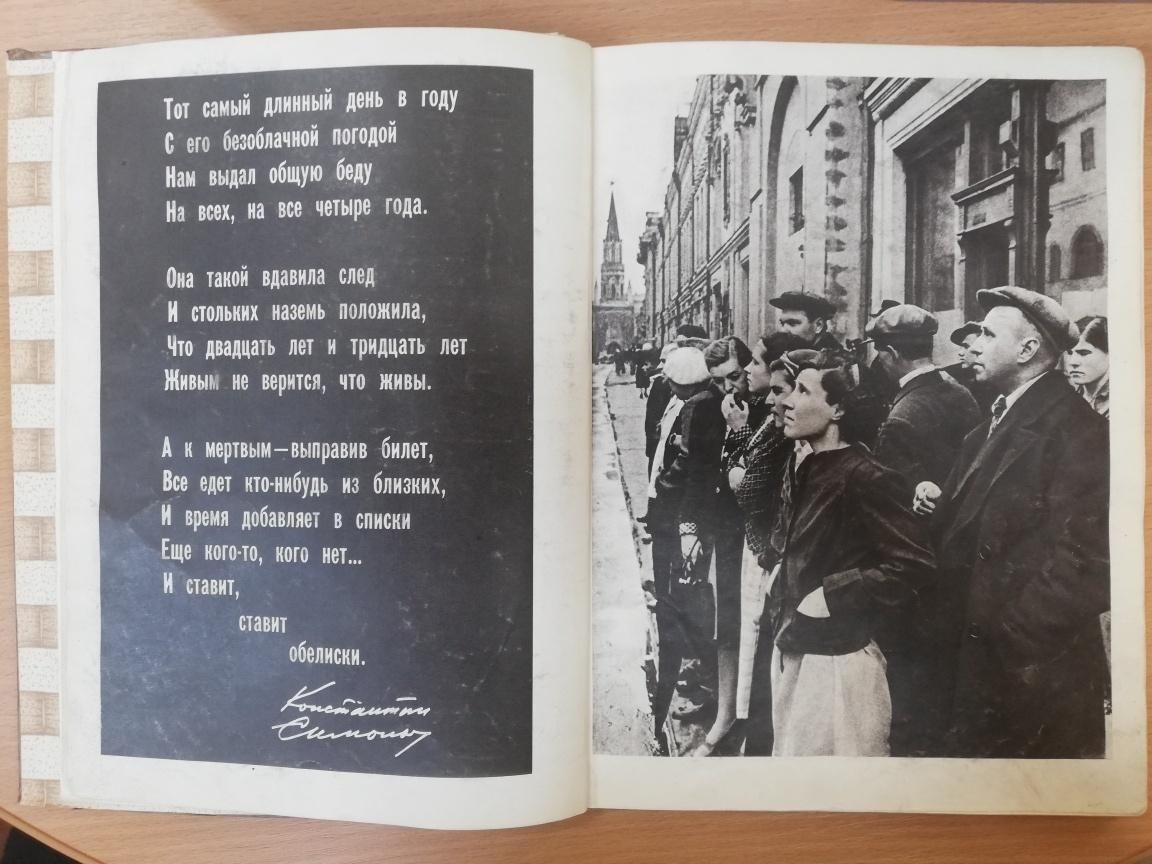 Тот самый длинный день в году
С его безоблачной погодой
Нам выдал общую беду
На всех, на все четыре года.
Она такой вдавила след
И стольких наземь положила,
Что двадцать лет и тридцать лет
Живым не верится, что живы.
А к мертвым—выправив билет,
Все едет кто-нибудь из близких,
И время добавляет в списки
Еще кого-то, кого нет...
И ставит,
ставит
обелиски.
Константин
Симонов